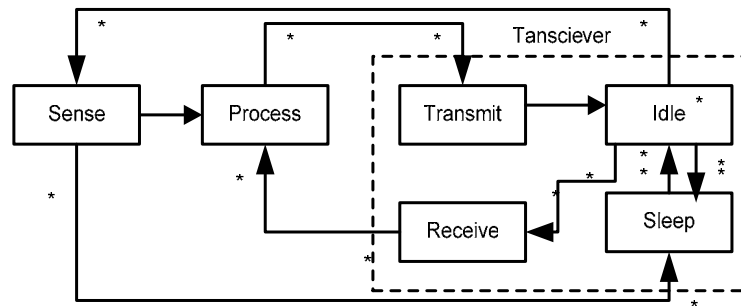 * * * *
Tansciever
Sense
Process
Transmit
Idle *
* * *
* * *
* * *
Receive
Sleep
*
*